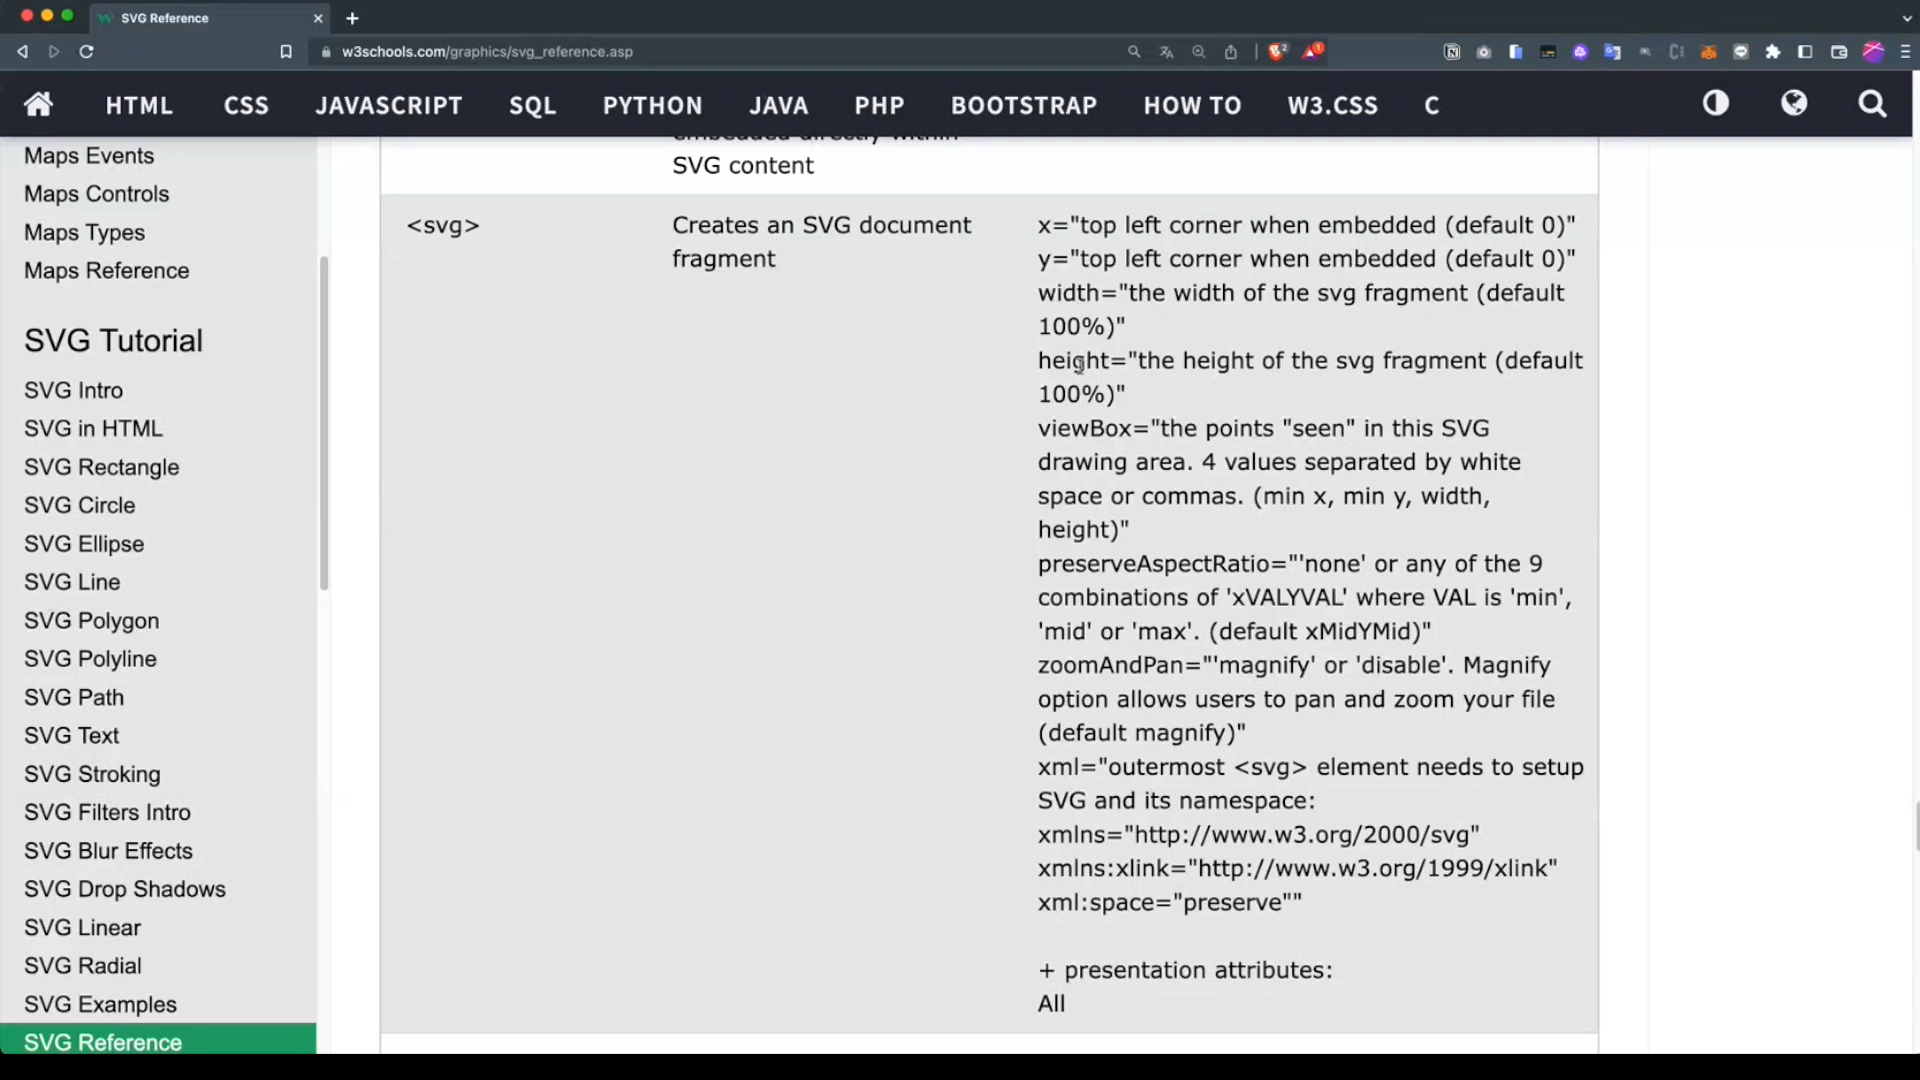 SVG Reference
w3schools.com/graphics/svg_reference.asp
2
1
HTML CSS JAVASCRIPT SQL PYTHON JAVA PHP BOOTSTRAP HOW TO W3.CSS C
Maps Events
Maps Controls
Maps Types
Maps Reference
SVG Tutorial
SVG Intro
SVG in HTML
SVG Rectangle
SVG Circle
SVG Ellipse
SVG Line
SVG Polygon
SVG Polyline
SVG Path
SVG Text
SVG Stroking
SVG Filters Intro
SVG Blur Effects
SVG Drop Shadows
SVG Linear
SVG Radial
SVG Examples
SVG Reference
embedded directly within
SVG content
<svg>
Creates an SVG document
fragment
x="top left corner when embedded (default 0)"
y="top left corner when embedded (default 0)"
width="the width of the svg fragment (default
100%)"
height="the height of the svg fragment (default
100%)"
viewBox="the points "seen" in this SVG
drawing area. 4 values separated by white
space or commas. (min x, min y, width,
height)"
preserveAspectRatio="'none' or any of the 9
combinations of 'xVALYVAL' where VAL is 'min',
'mid' or 'max'. (default xMidYMid)"
zoomAndPan="'magnify' or 'disable'. Magnify
option allows users to pan and zoom your file
(default magnify)"
xml="outermost <svg> element needs to setup
SVG and its namespace:
xmlns="http://www.w3.org/2000/svg"
xmlns:xlink="http://www.w3.org/1999/xlink"
xml:space="preserve""
+ presentation attributes:
All